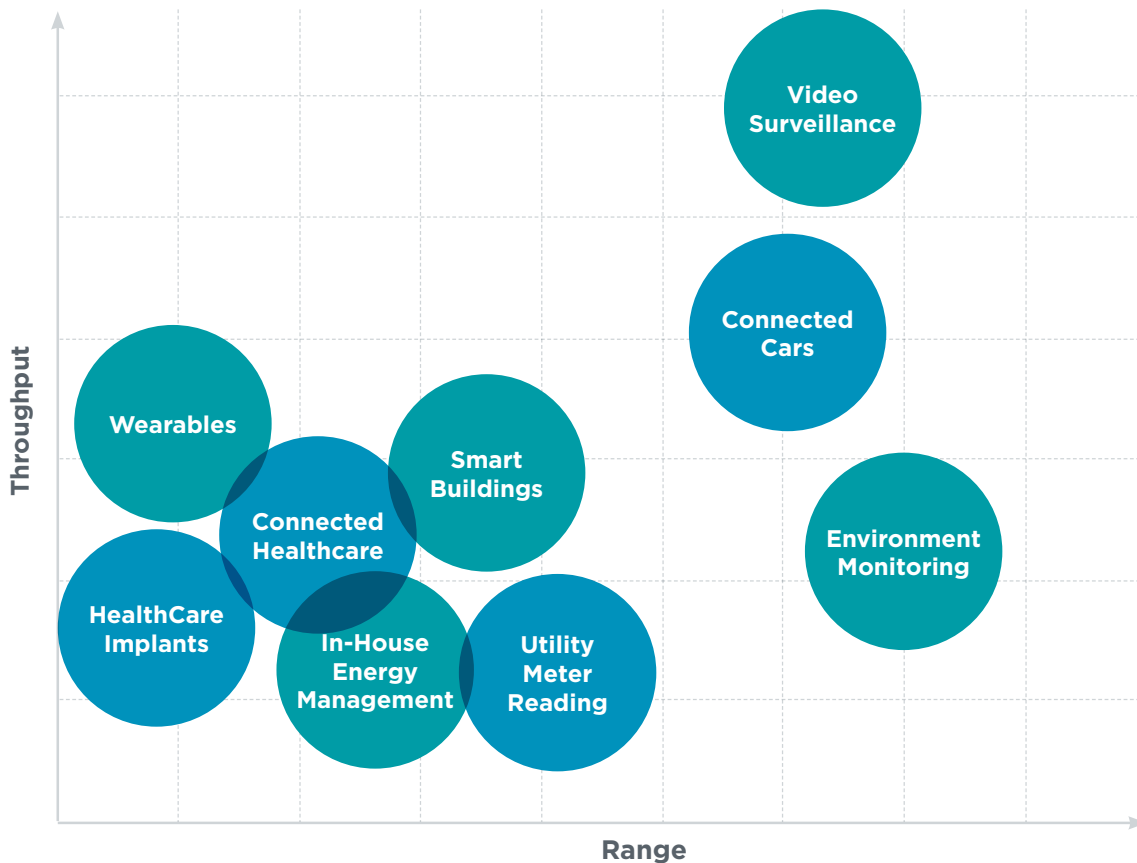 Video
Surveillance
Connected
Cars
Wearables
Smart
Buildings
Connected
Healthcare
Environment
Monitoring
HealthCare
Implants
In-House
Energy
Management
Utility
Meter
Reading
Throughput
Range